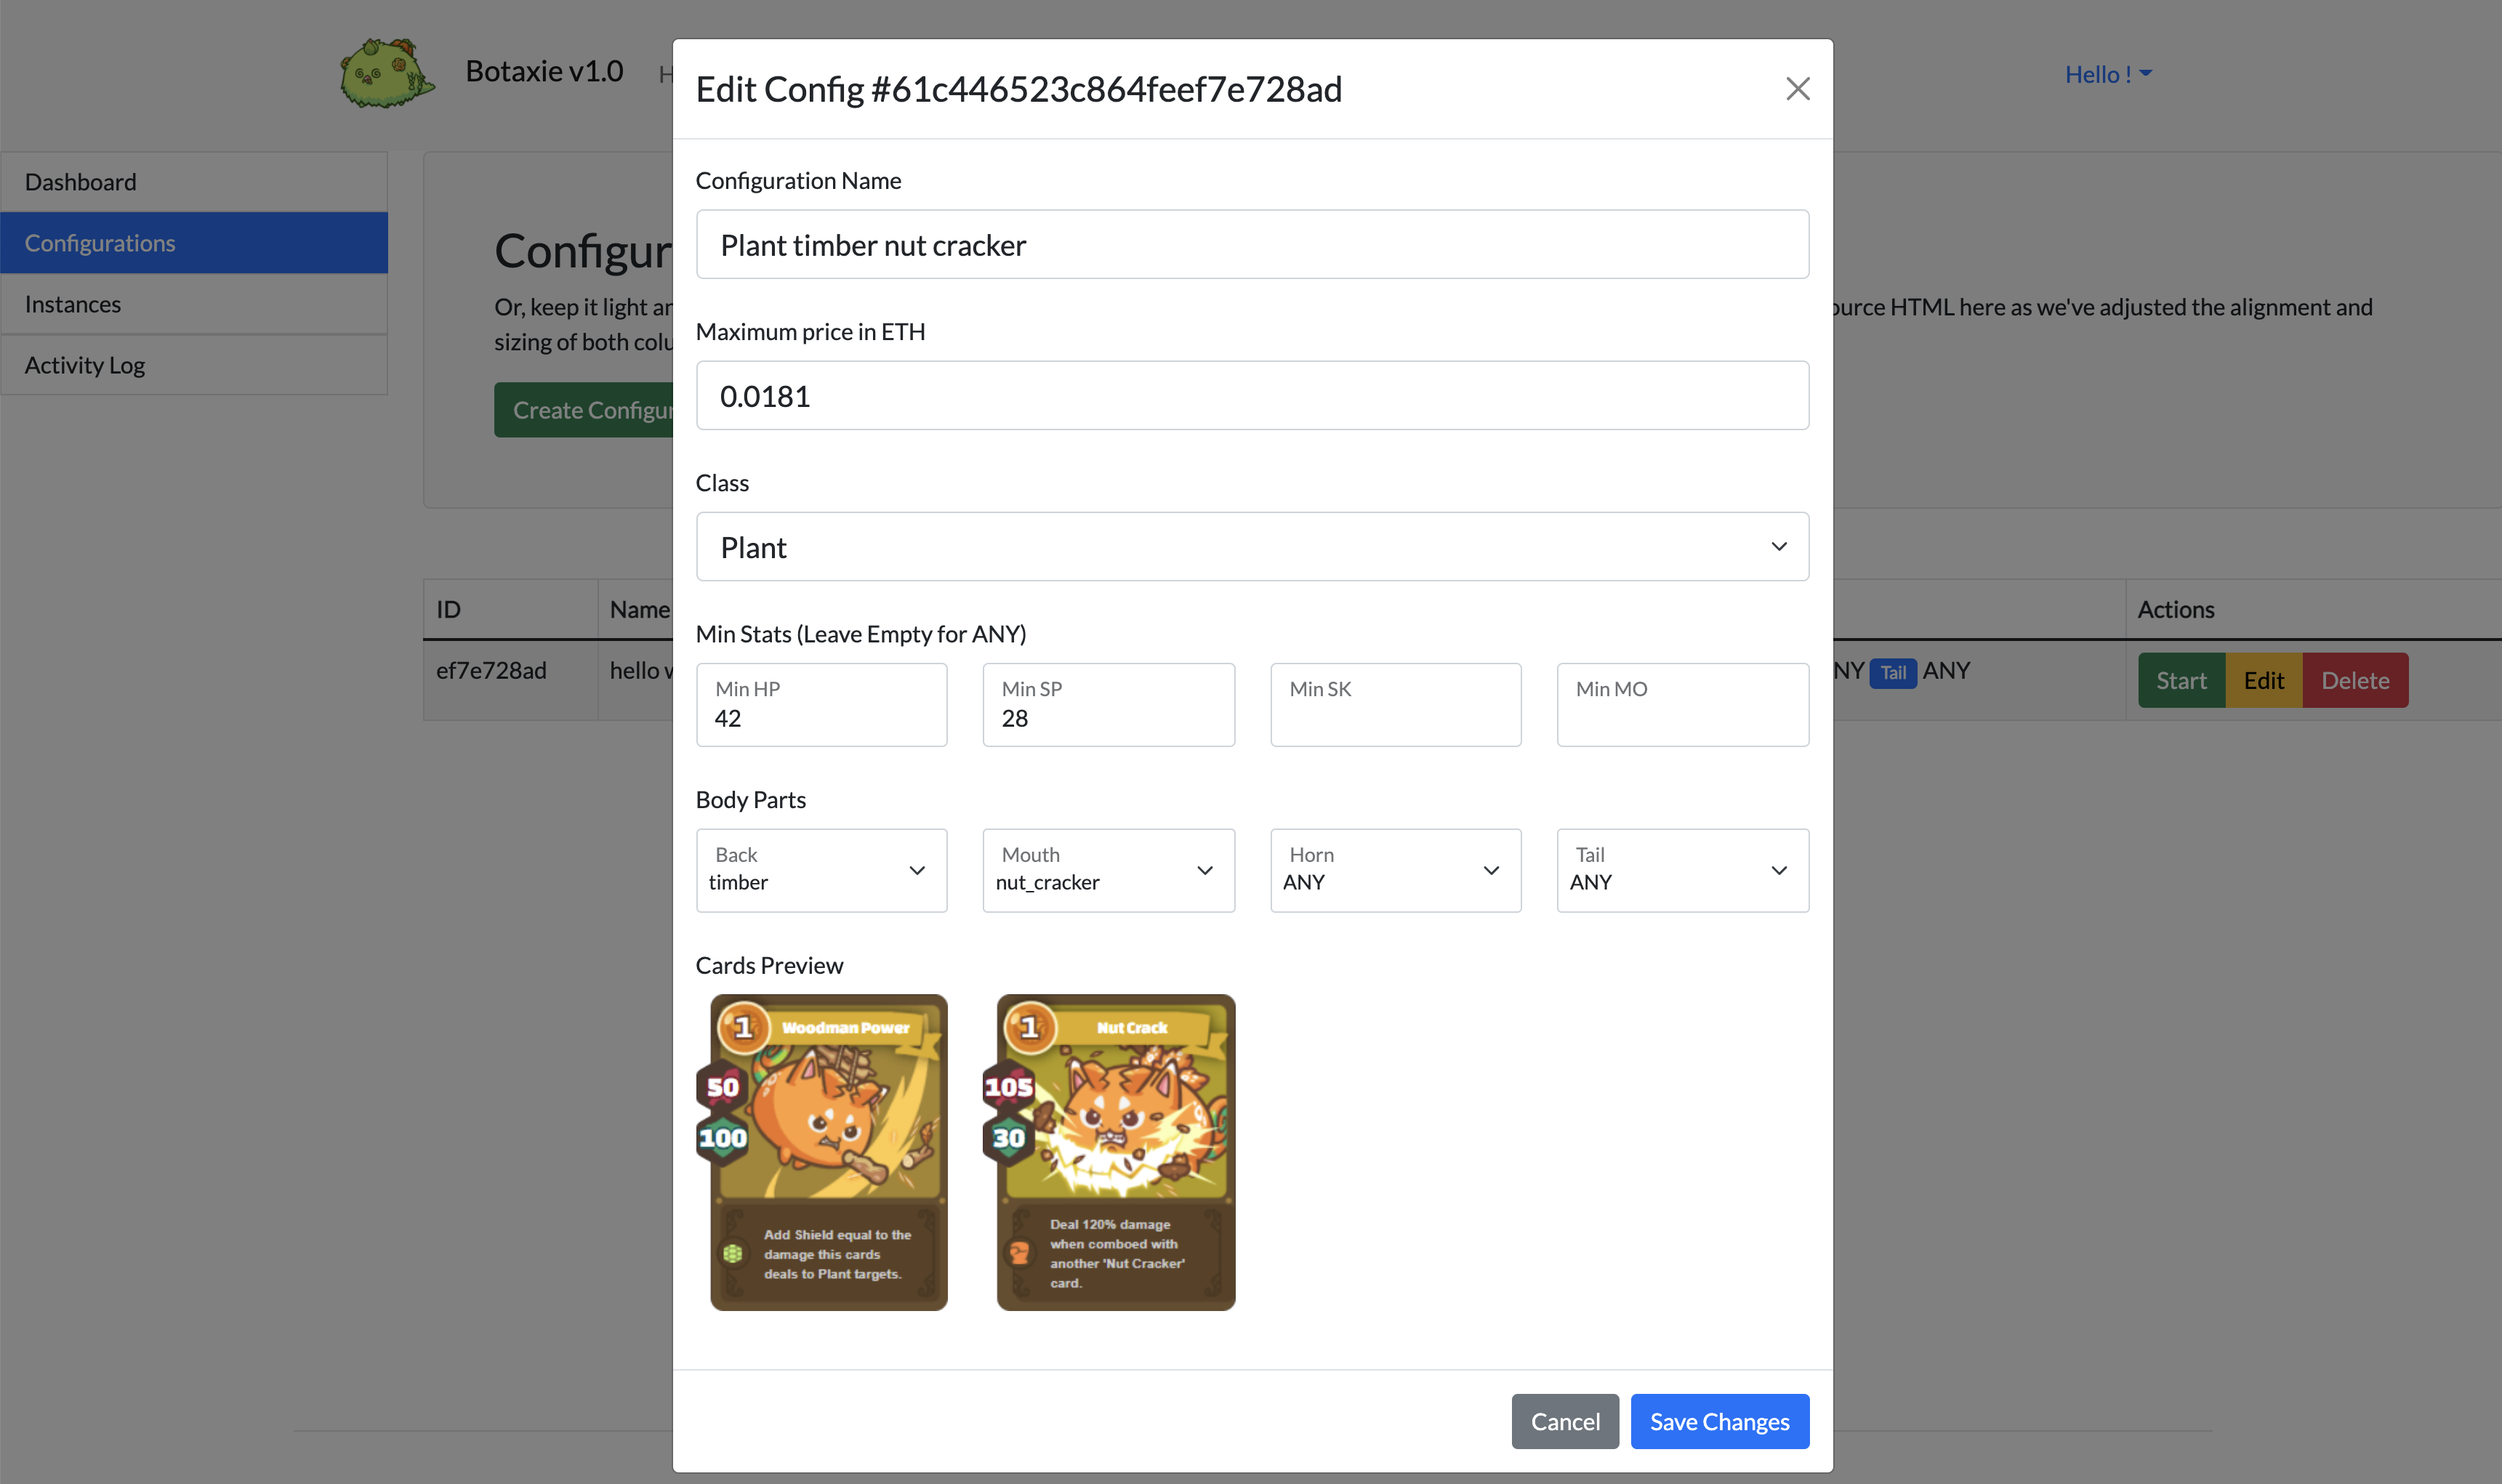 Botaxie v1.0
Hello !
Dashboard
Configurations
Instances
Activity Log
Configur
Or, keep it light an
ource HTML here as we've adjusted the alignment and
sizing of both colu
Create Configur
ID
Name
Actions
ef7e728ad
hello w
NY Tail ANY
Start
Edit
Delete
Edit Config #61c446523c864feef7e728ad
Configuration Name
Plant timber nut cracker
Maximum price in ETH
0.0181
Class
Plant
Min Stats (Leave Empty for ANY)
Min HP
42
Min SP
28
Min SK
Min MO
Body Parts
Back
timber
Mouth
nut_cracker
Horn
ANY
Tail
ANY
Cards Preview
1
Woodman Power
50
100
Add Shield equal to the
damage this cards
deals to Plant targets.
1
Nut Crack
105
30
Deal 120% damage
when comboed with
another 'Nut Cracker'
card.
Cancel
Save Changes